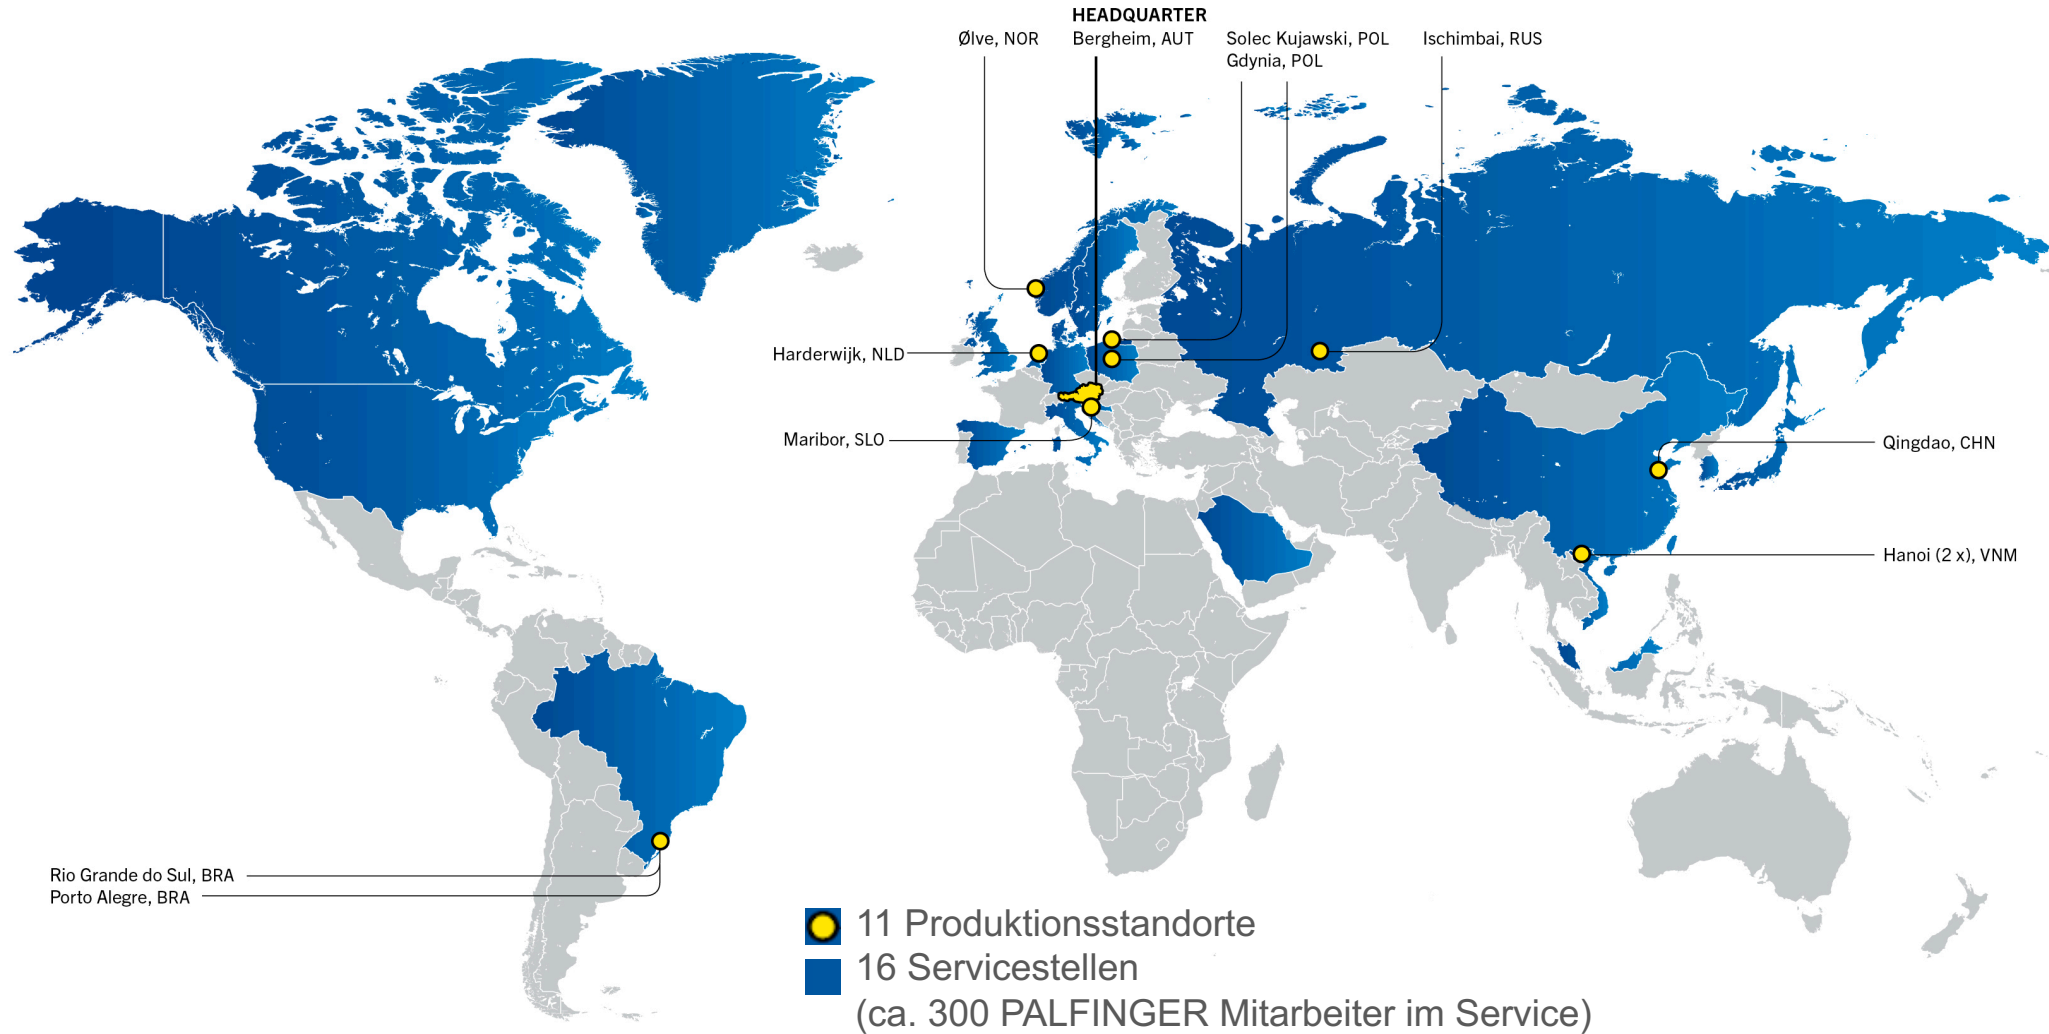 HEADQUARTER
Ølve, NOR
Bergheim, AUT
Solec Kujawski, POL
Gdynia, POL
Ischimbai, RUS
Harderwijk, NLD
Maribor, SLO
Qingdao, CHN
Hanoi (2 x), VNM
Rio Grande do Sul, BRA
Porto Alegre, BRA
11 Produktionsstandorte
16 Servicestellen
(ca. 300 PALFINGER Mitarbeiter im Service)